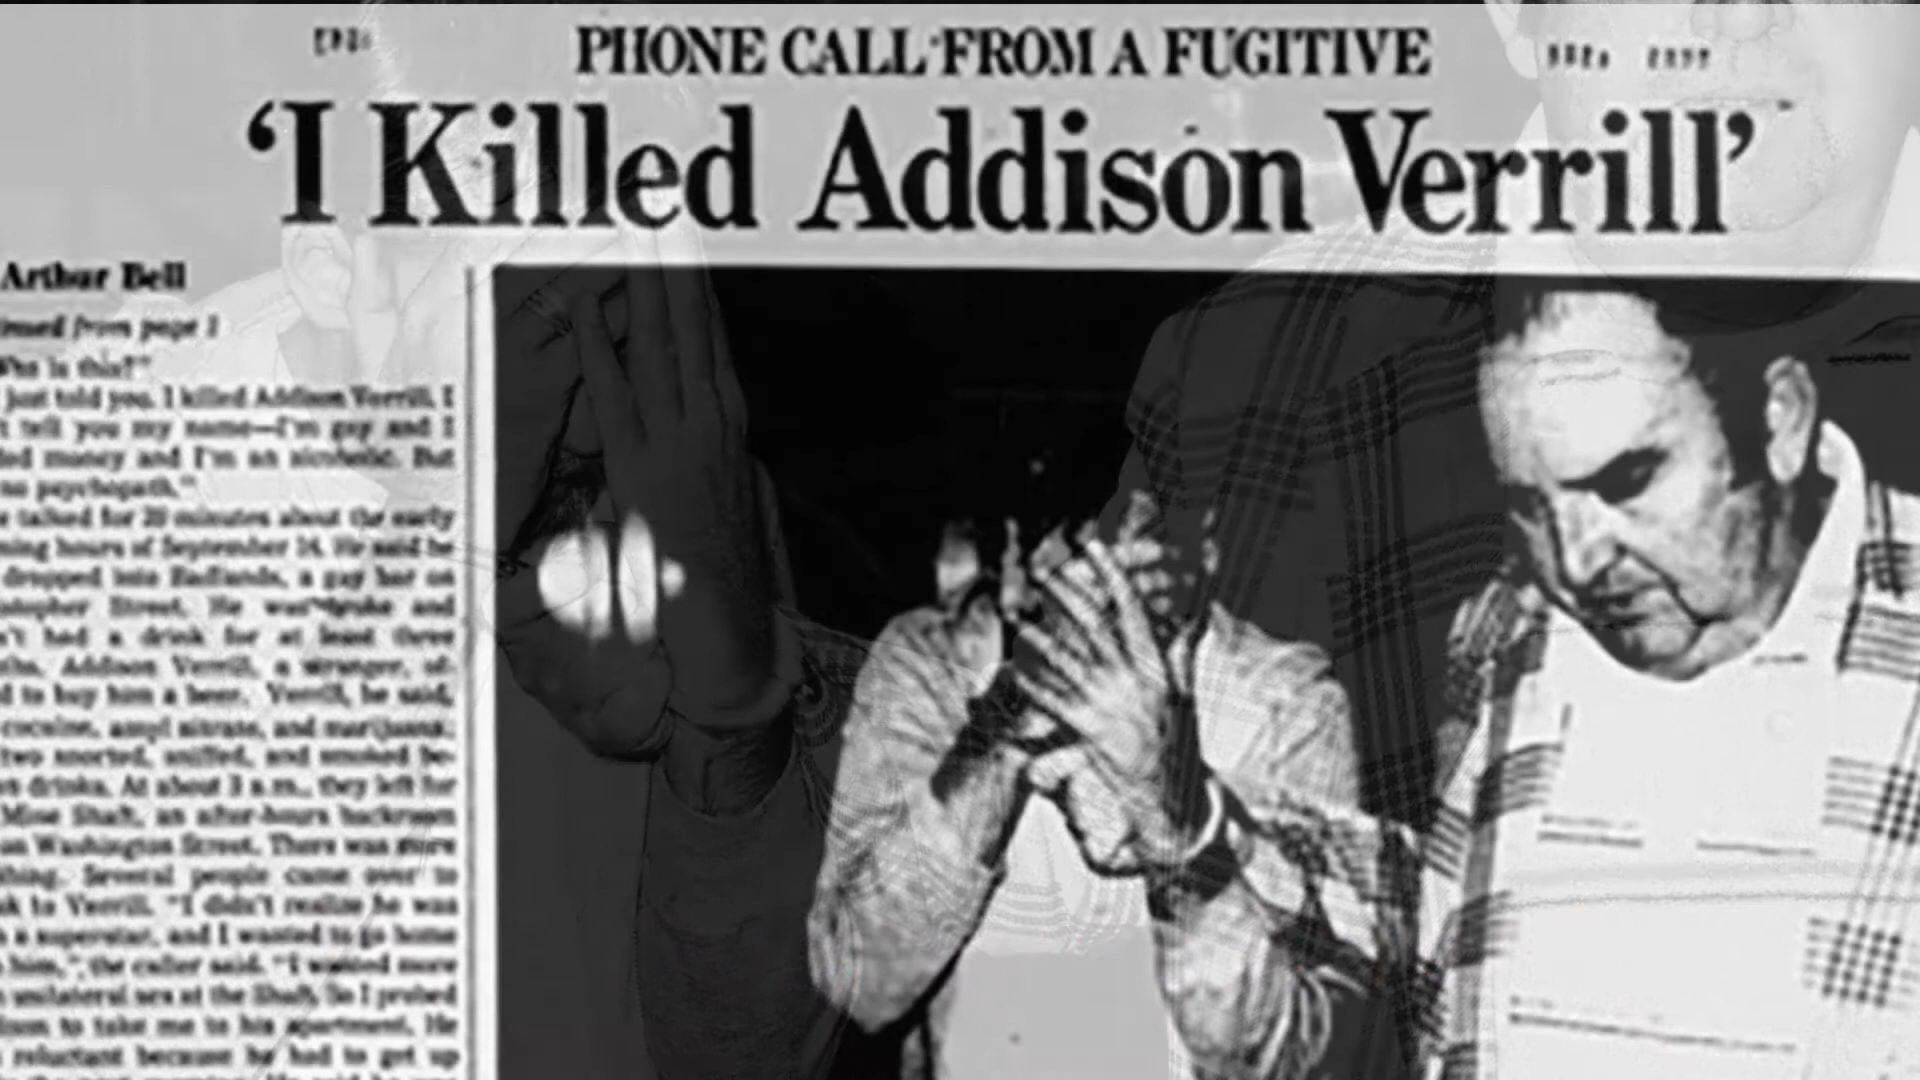 PHONE CALL FROM A FUGITIVE
'I Killed Addison Verrill'
Arthur Bell
from page 1
Who is this?"
just told you. I killed Addison Verrill. I
tell you my name—I'm gay and I
money and I'm an alcoholic. But
no psychopath."
talked for 20 minutes about the early
hours of September 14. He said he
dropped into Badlands, a gay bar on
Street. He was broke and
had a drink for at least three
Addison Verrill, a stranger, of-
to buy him a beer. Verrill, he said,
cocaine, amyl nitrate, and marijuana.
two snorted, sniffed, and smoked be-
drinks. At about 3 a.m., they left for
Mine Shaft, an after-hours backroom
on Washington Street. There was more
Several people came over to
to Verrill. "I didn't realize he was
a superstar, and I wanted to go home
him," the caller said. "I wanted more
unilateral sex at the Shaft. So I probed
to take me to his apartment. He
reluctant because he had to get up